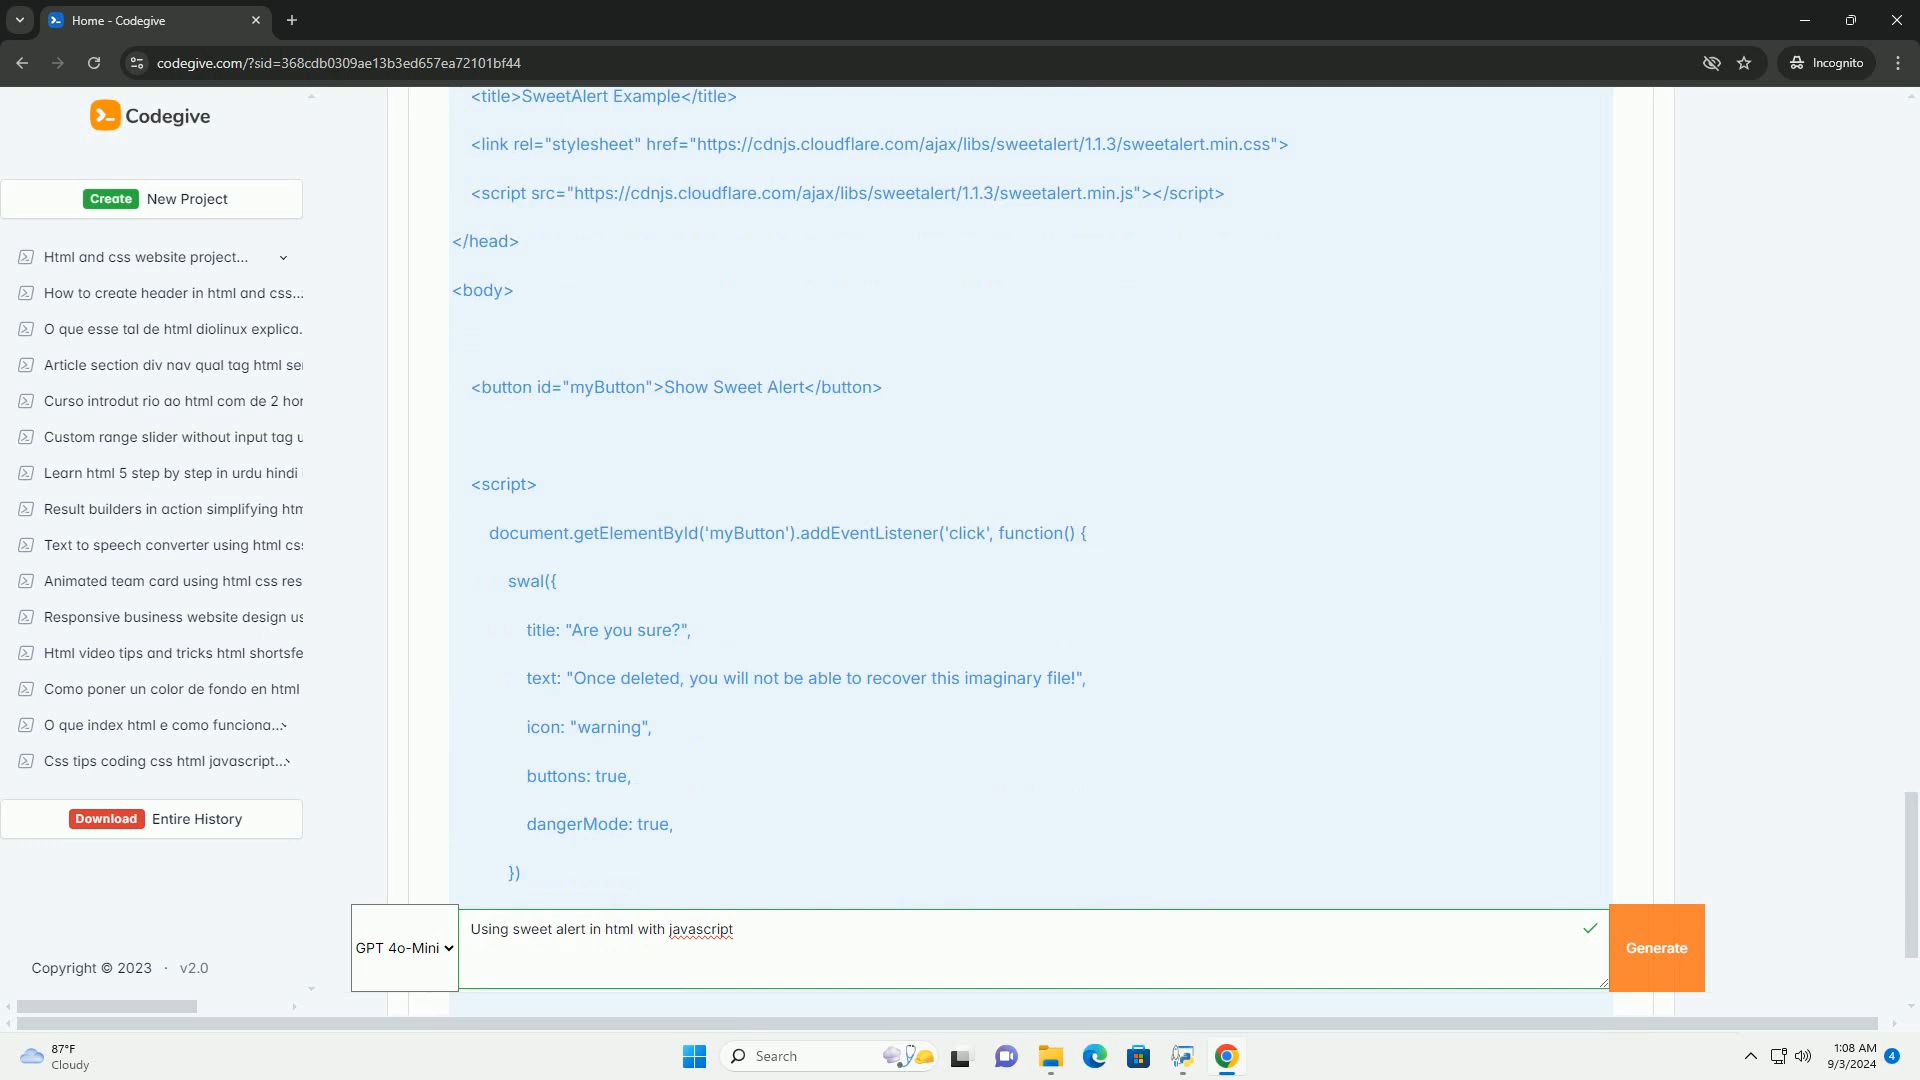 Home - Codegive
codegive.com/?sid=368cdb0309ae13b3ed657ea72101bf44
Incognito
Codegive
Create New Project
Html and css website project...
How to create header in html and css...
O que esse tal de html diolinux explica.
Article section div nav qual tag html se
Curso introdut rio ao html com de 2 hor
Custom range slider without input tag u
Learn html 5 step by step in urdu hindi
Result builders in action simplifying htm
Text to speech converter using html cs
Animated team card using html css res
Responsive business website design us
Html video tips and tricks html shortsfe
Como poner un color de fondo en html
O que index html e como funciona...
Css tips coding css html javascript...
Download Entire History
Copyright © 2023 · v2.0
<title>SweetAlert Example</title>
<link rel="stylesheet" href="https://cdnjs.cloudflare.com/ajax/libs/sweetalert/1.1.3/sweetalert.min.css">
<script src="https://cdnjs.cloudflare.com/ajax/libs/sweetalert/1.1.3/sweetalert.min.js"></script>
</head>
<body>
<button id="myButton">Show Sweet Alert</button>
<script>
document.getElementById('myButton').addEventListener('click', function() {
swal({
title: "Are you sure?",
text: "Once deleted, you will not be able to recover this imaginary file!",
icon: "warning",
buttons: true,
dangerMode: true,
})
GPT 4o-Mini
Using sweet alert in html with javascript
Generate
87°F
Cloudy
Search
1:08 AM
9/3/2024
4